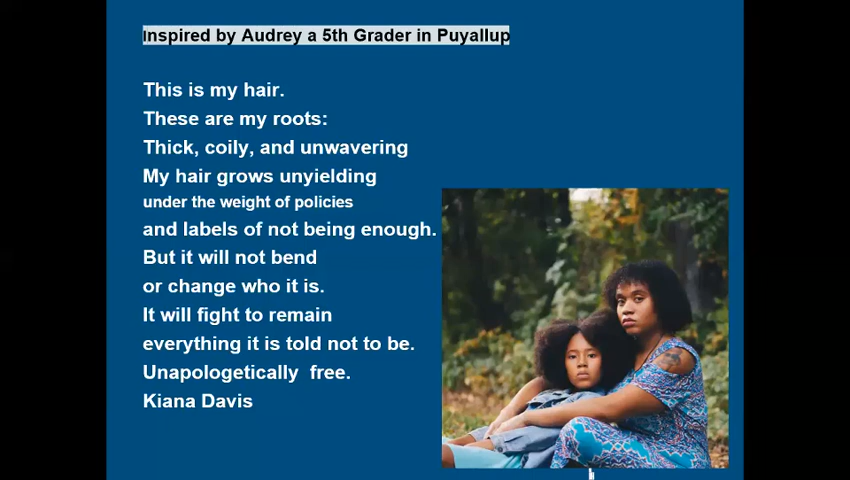 Inspired by Audrey a 5th Grader in Puyallup
This is my hair.
These are my roots:
Thick, coily, and unwavering
My hair grows unyielding
under the weight of policies
and labels of not being enough.
But it will not bend
or change who it is.
It will fight to remain
everything it is told not to be.
Unapologetically  free.
Kiana Davis